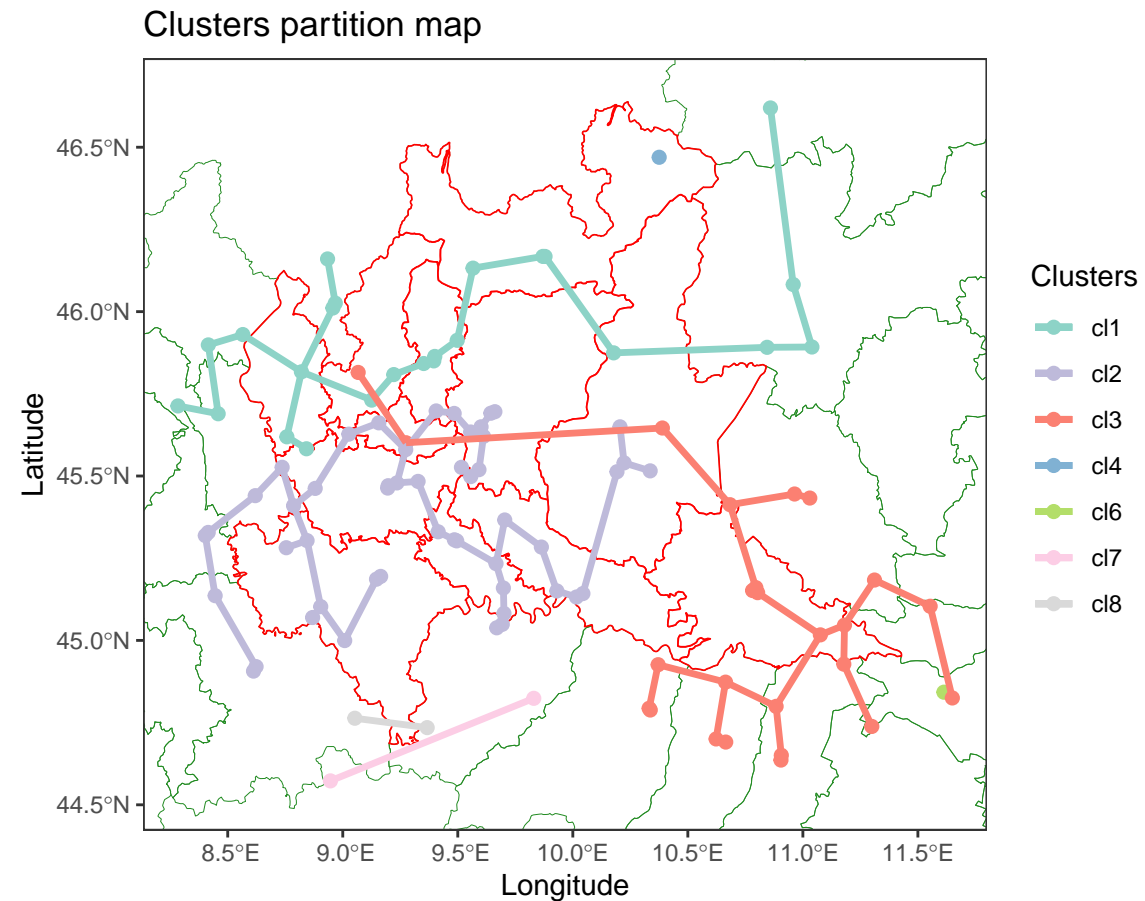 Clusters partition map
46.5°N
46.0°N
45.5°N
45.0°N
44.5°N
Latitude
8.5°E 9.0°E 9.5°E 10.0°E 10.5°E 11.0°E 11.5°E
Longitude
Clusters
cl1
cl2
cl3
cl4
cl6
cl7
cl8